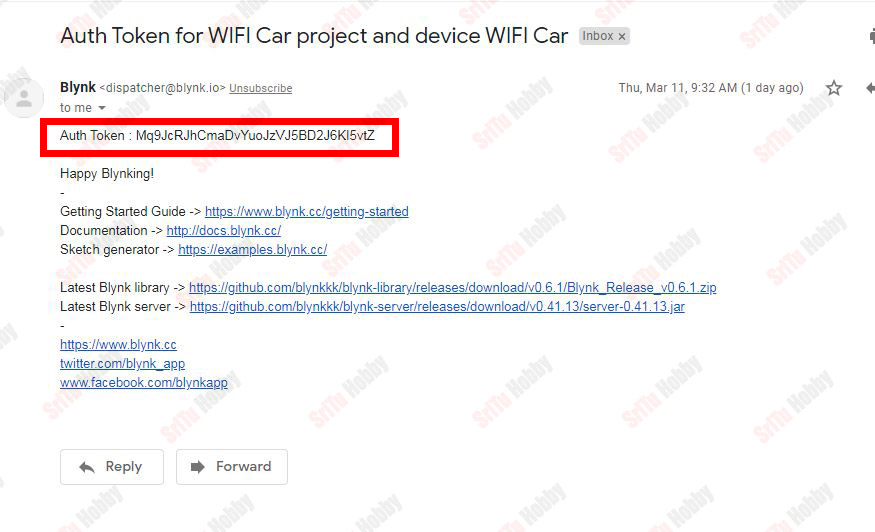 Auth Token for WIFI Car project and device WIFI Car Inbox x
Blynk <dispatcher@blynk.io> Unsubscribe
Thu, Mar 11, 9:32 AM (1 day ago)
to me
Auth Token : Mq9JcRJhCmaDvYuoJzVJ5BD2J6Kl5vtZ
Happy Blynking!
-
Getting Started Guide -> https://www.blynk.cc/getting-started
Documentation -> http://docs.blynk.cc/
Sketch generator -> https://examples.blynk.cc/
Latest Blynk library -> https://github.com/blynkkk/blynk-library/releases/download/v0.6.1/Blynk_Release_v0.6.1.zip
Latest Blynk server -> https://github.com/blynkkk/blynk-server/releases/download/v0.41.13/server-0.41.13.jar
-
https://www.blynk.cc
twitter.com/blynk_app
www.facebook.com/blynkapp
Reply
Forward
SriTu Hobby